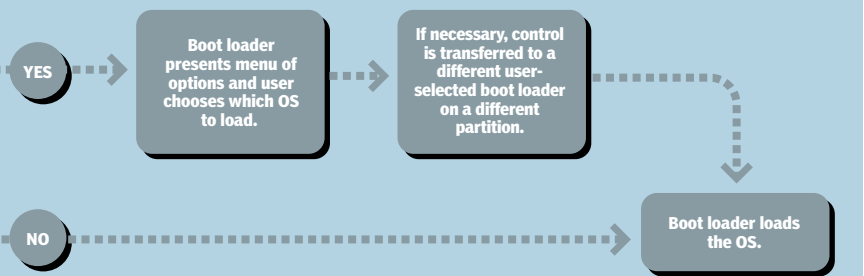 YES
Boot loader
presents menu of
options and user
chooses which OS
to load.
If necessary, control
is transferred to a
different user-
selected boot loader
on a different
partition.
NO
Boot loader loads
the OS.